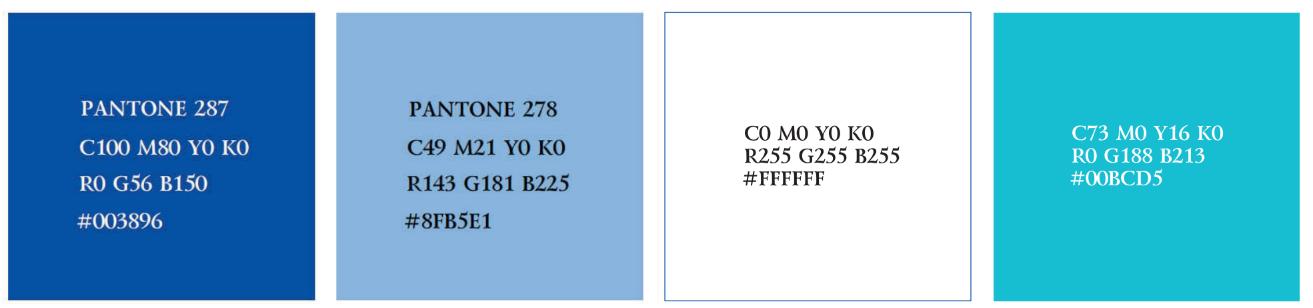 PANTONE 287
C100 M80 Y0 K0
R0 G56 B150
#003896
PANTONE 278
C49 M21 Y0 K0
R143 G181 B225
#8FB5E1
C0 M0 Y0 K0
R255 G255 B255
#FFFFFF
C73 M0 Y16 K0
R0 G188 B213
#00BCD5